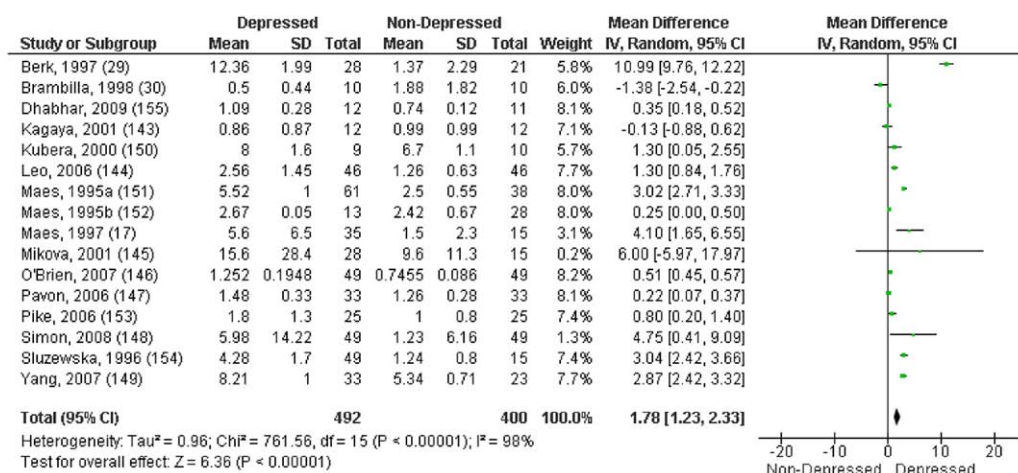 Depressed Non-Depressed Mean Difference Mean Difference
Study or Subgroup Mean SD Total Mean SD Total Weight IV, Random, 95% CI IV, Random, 95% CI
Berk, 1997 (29) 12.36 1.99 28 1.37 2.29 21 5.8% 10.99 [9.76, 12.22]
Brambilla, 1998 (30) 0.5 0.44 10 1.88 1.82 10 6.0% -1.38 [-2.54, -0.22]
Dhabhar, 2009 (155) 1.09 0.28 12 0.74 0.12 11 8.1% 0.35 [0.18, 0.52]
Kagaya, 2001 (143) 0.86 0.87 12 0.99 0.99 12 7.1% -0.13 [-0.88, 0.62]
Kubera, 2000 (150) 8 1.6 9 6.7 1.1 10 5.8% 1.30 [0.05, 2.55]
Leo, 2006 (144) 2.56 1.45 46 1.26 0.63 46 7.7% 1.30 [0.84, 1.76]
Maes, 1995a (151) 5.52 1 61 2.5 0.55 38 8.0% 3.02 [2.71, 3.33]
Maes, 1995b (152) 2.67 0.05 13 2.42 0.67 28 8.0% 0.25 [0.00, 0.50]
Maes, 1997 (17) 5.6 6.5 35 1.5 2.3 15 3.1% 4.10 [1.65, 6.55]
Mikova, 2001 (145) 15.6 28.4 28 9.6 11.3 15 0.2% 6.00 [-5.97, 17.97]
O'Brien, 2007 (146) 1.252 0.1948 49 0.7455 0.086 49 8.2% 0.51 [0.45, 0.57]
Pavon, 2006 (147) 1.48 0.33 33 1.26 0.28 33 8.1% 0.22 [0.07, 0.37]
Pike, 2006 (153) 1.8 1.3 25 1 0.8 25 7.5% 0.80 [0.20, 1.40]
Simon, 2008 (148) 5.98 14.22 49 1.23 6.16 49 1.3% 4.75 [0.41, 9.09]
Sluzewska, 1996 (154) 4.28 1.7 49 1.24 0.8 15 7.4% 3.04 [2.42, 3.66]
Yang, 2007 (149) 8.21 1 33 5.34 0.71 23 7.7% 2.87 [2.42, 3.32]
Total (95% CI) 492 400 100.0% 1.78 [1.23, 2.33]
Heterogeneity: Tau² = 0.96; Chi² = 761.56, df = 15 (P < 0.00001); I² = 98%
Test for overall effect: Z = 6.36 (P < 0.00001)
-20 -10 0 10 20
Non-Depressed Depressed